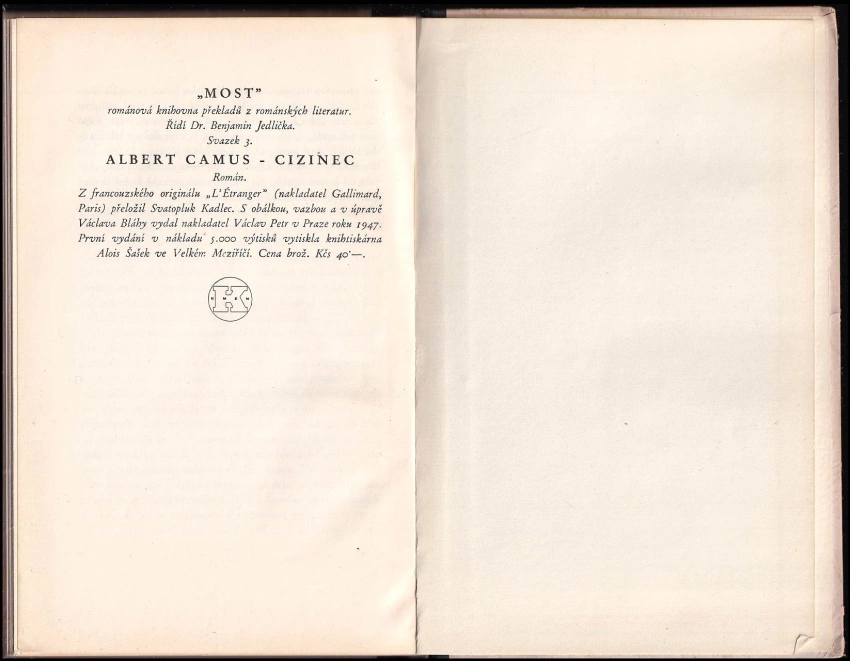 „MOST”
románová knihovna překladů z románských literatur.
Řídí Dr. Benjamin Jedlička.
Svazek 3.
ALBERT CAMUS - CIZINEC
Román.
Z francouzského originálu „L'Étranger” (nakladatel Gallimard,
Paris) přeložil Svatopluk Kadlec. S obálkou, vazbou a v úpravě
Václava Bláhy vydal nakladatel Václav Petr v Praze roku 1947.
První vydání v nákladu 5.000 výtisků vytiskla knihtiskárna
Alois Šašek ve Velkém Meziříčí. Cena brož. Kčs 40·—.
K M E N